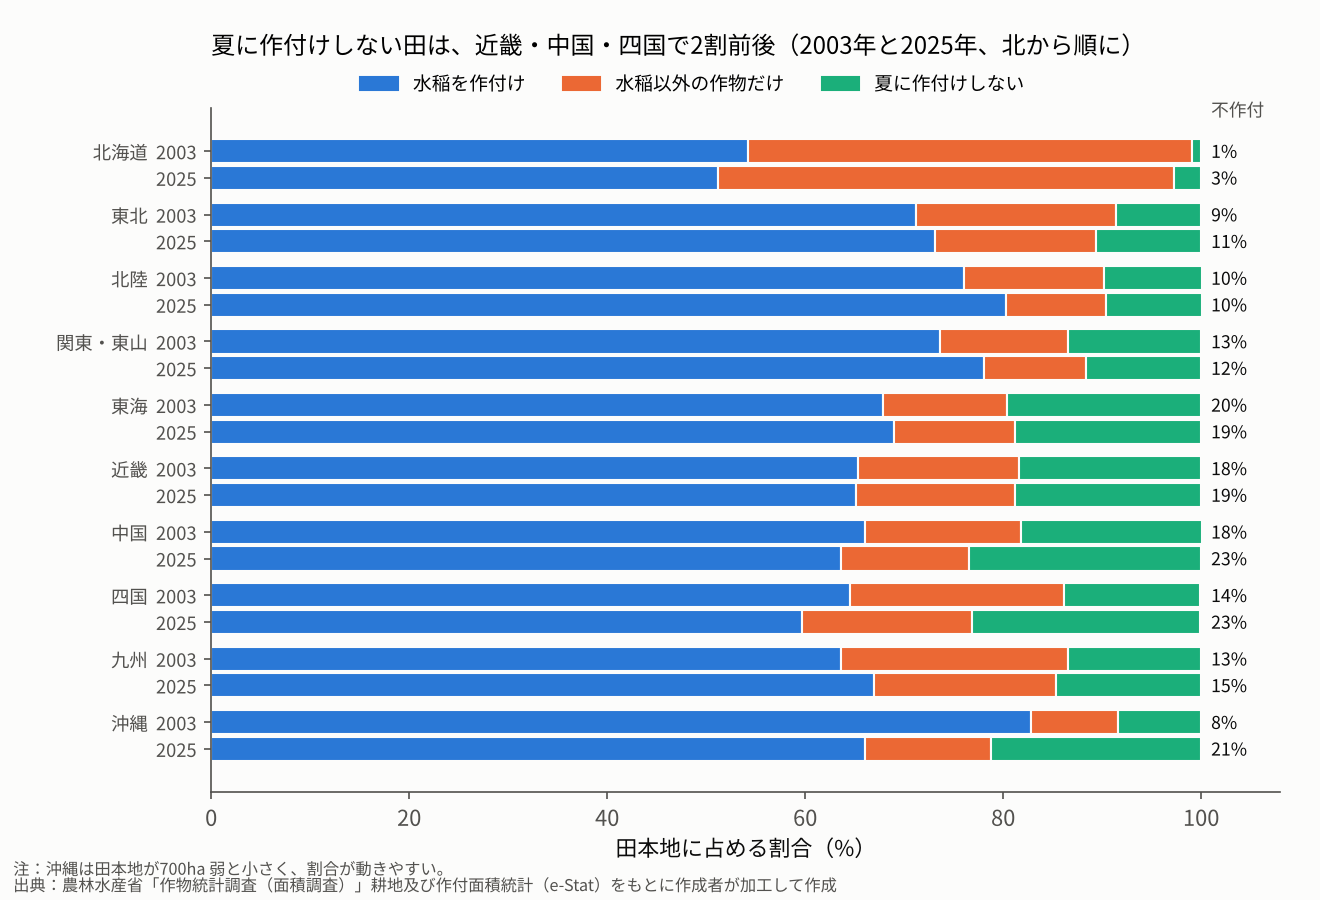 夏に作付けしない田は、近畿・中国・四国で2割前後（2003年と2025年、北から順に）
水稲を作付け 水稲以外の作物だけ 夏に作付けしない
不作付
北海道 2003 1%
2025 3%
東北 2003 9%
2025 11%
北陸 2003 10%
2025 10%
関東・東山 2003 13%
2025 12%
東海 2003 20%
2025 19%
近畿 2003 18%
2025 19%
中国 2003 18%
2025 23%
四国 2003 14%
2025 23%
九州 2003 13%
2025 15%
沖縄 2003 8%
2025 21%
0 20 40 60 80 100
田本地に占める割合（%）
注：沖縄は田本地が700ha 弱と小さく、割合が動きやすい。
出典：農林水産省「作物統計調査（面積調査）」耕地及び作付面積統計（e-Stat）をもとに作成者が加工して作成